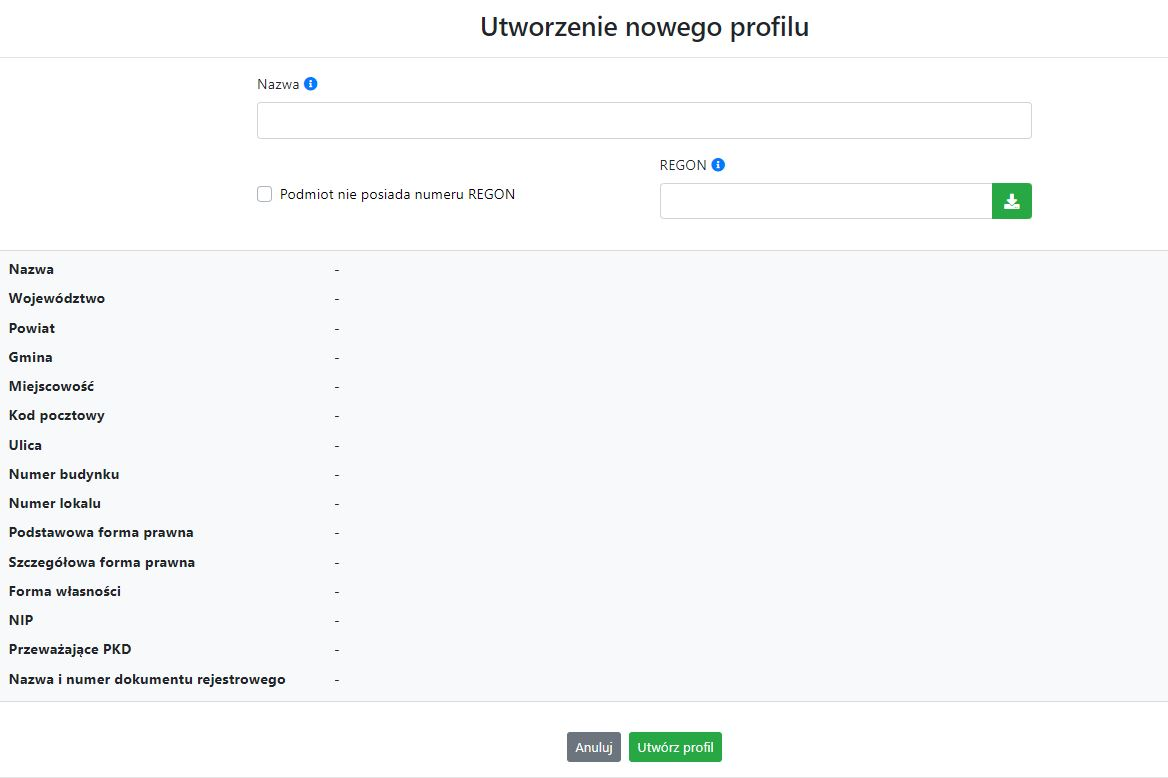 Utworzenie nowego profilu
Nazwa
REGON
Podmiot nie posiada numeru REGON
Nazwa -
Województwo -
Powiat -
Gmina -
Miejscowość -
Kod pocztowy -
Ulica -
Numer budynku -
Numer lokalu -
Podstawowa forma prawna -
Szczegółowa forma prawna -
Forma własności -
NIP -
Przeważające PKD -
Nazwa i numer dokumentu rejestrowego -
Anuluj Utwórz profil